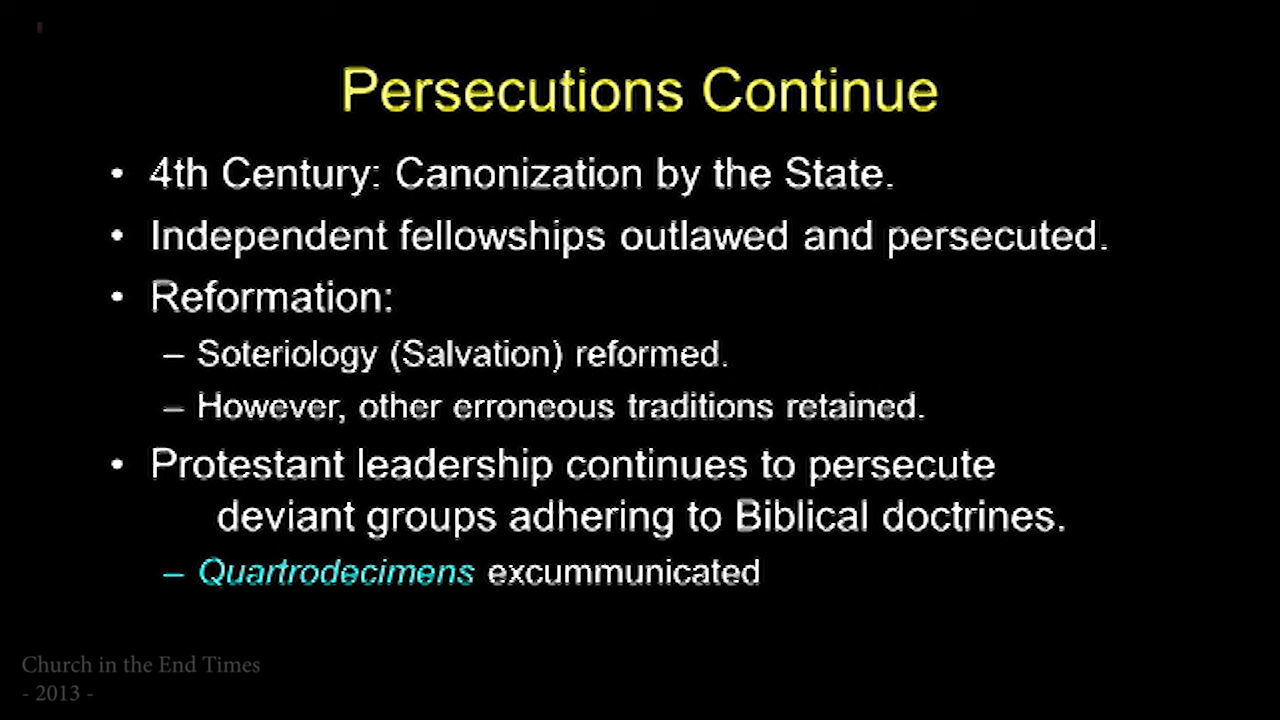 Persecutions Continue
• 4th Century: Canonization by the State.
• Independent fellowships outlawed and persecuted.
• Reformation:
– Soteriology (Salvation) reformed.
– However, other erroneous traditions retained.
• Protestant leadership continues to persecute
deviant groups adhering to Biblical doctrines.
– Quartrodecimens excummunicated
Church in the End Times
- 2013 -